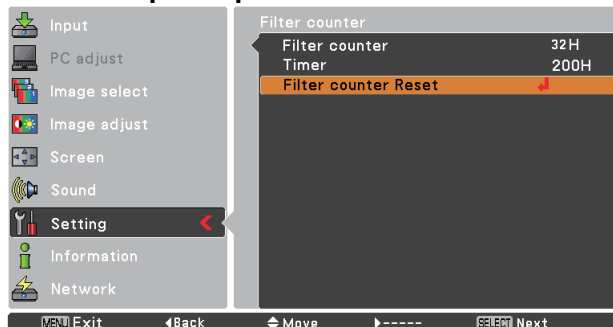 Input
PC adjust
Image select
Image adjust
Screen
Sound
Setting
Information
Network
Filter counter
Filter counter 32H
Timer 200H
Filter counter Reset
MENU Exit Back Move ----- SELECT Next